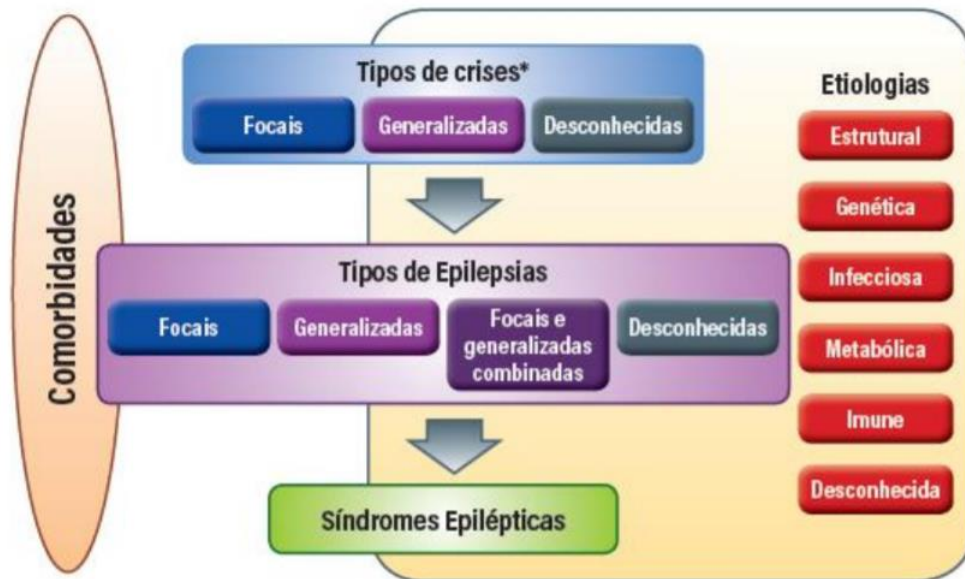 Comorbidades
Tipos de crises*
Focais
Generalizadas
Desconhecidas
Tipos de Epilepsias
Focais
Generalizadas
Focais e
generalizadas
combinadas
Desconhecidas
Síndromes Epilépticas
Etiologias
Estrutural
Genética
Infecciosa
Metabólica
Imune
Desconhecida